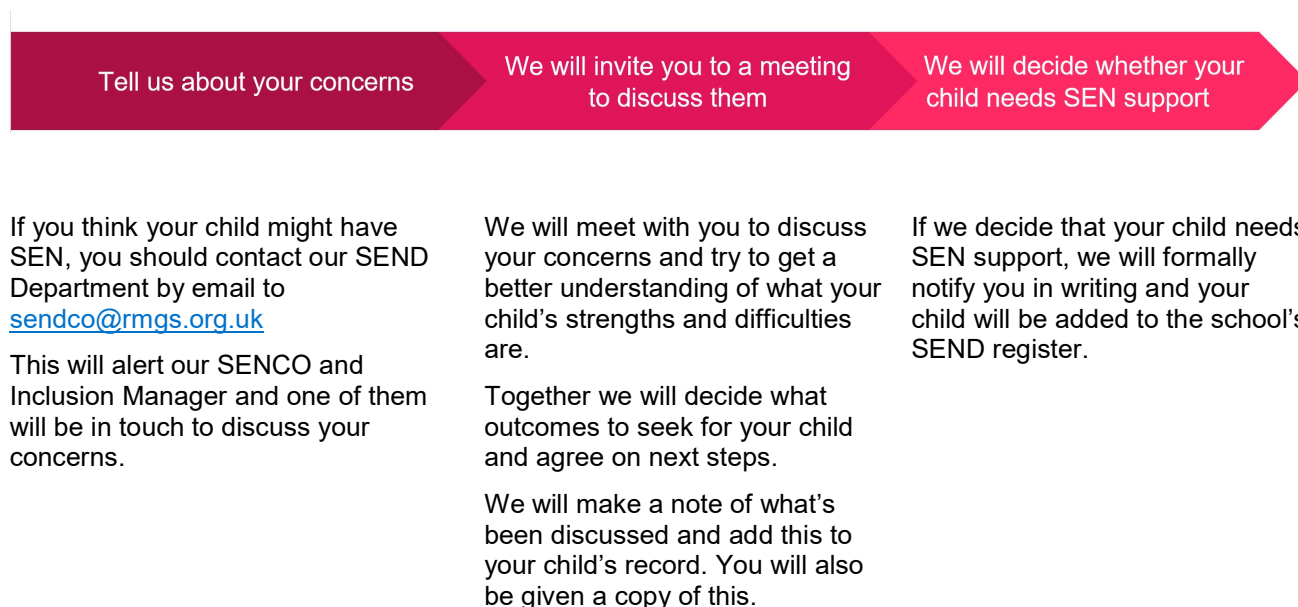 Tell us about your concerns
We will invite you to a meeting
to discuss them
We will decide whether your
child needs SEN support
If you think your child might have
SEN, you should contact our SEND
Department by email to
sendco@rmgs.org.uk
This will alert our SENCO and
Inclusion Manager and one of them
will be in touch to discuss your
concerns.
We will meet with you to discuss
your concerns and try to get a
better understanding of what your
child’s strengths and difficulties
are.
Together we will decide what
outcomes to seek for your child
and agree on next steps.
We will make a note of what’s
been discussed and add this to
your child’s record. You will also
be given a copy of this.
If we decide that your child needs
SEN support, we will formally
notify you in writing and your
child will be added to the school’s
SEND register.